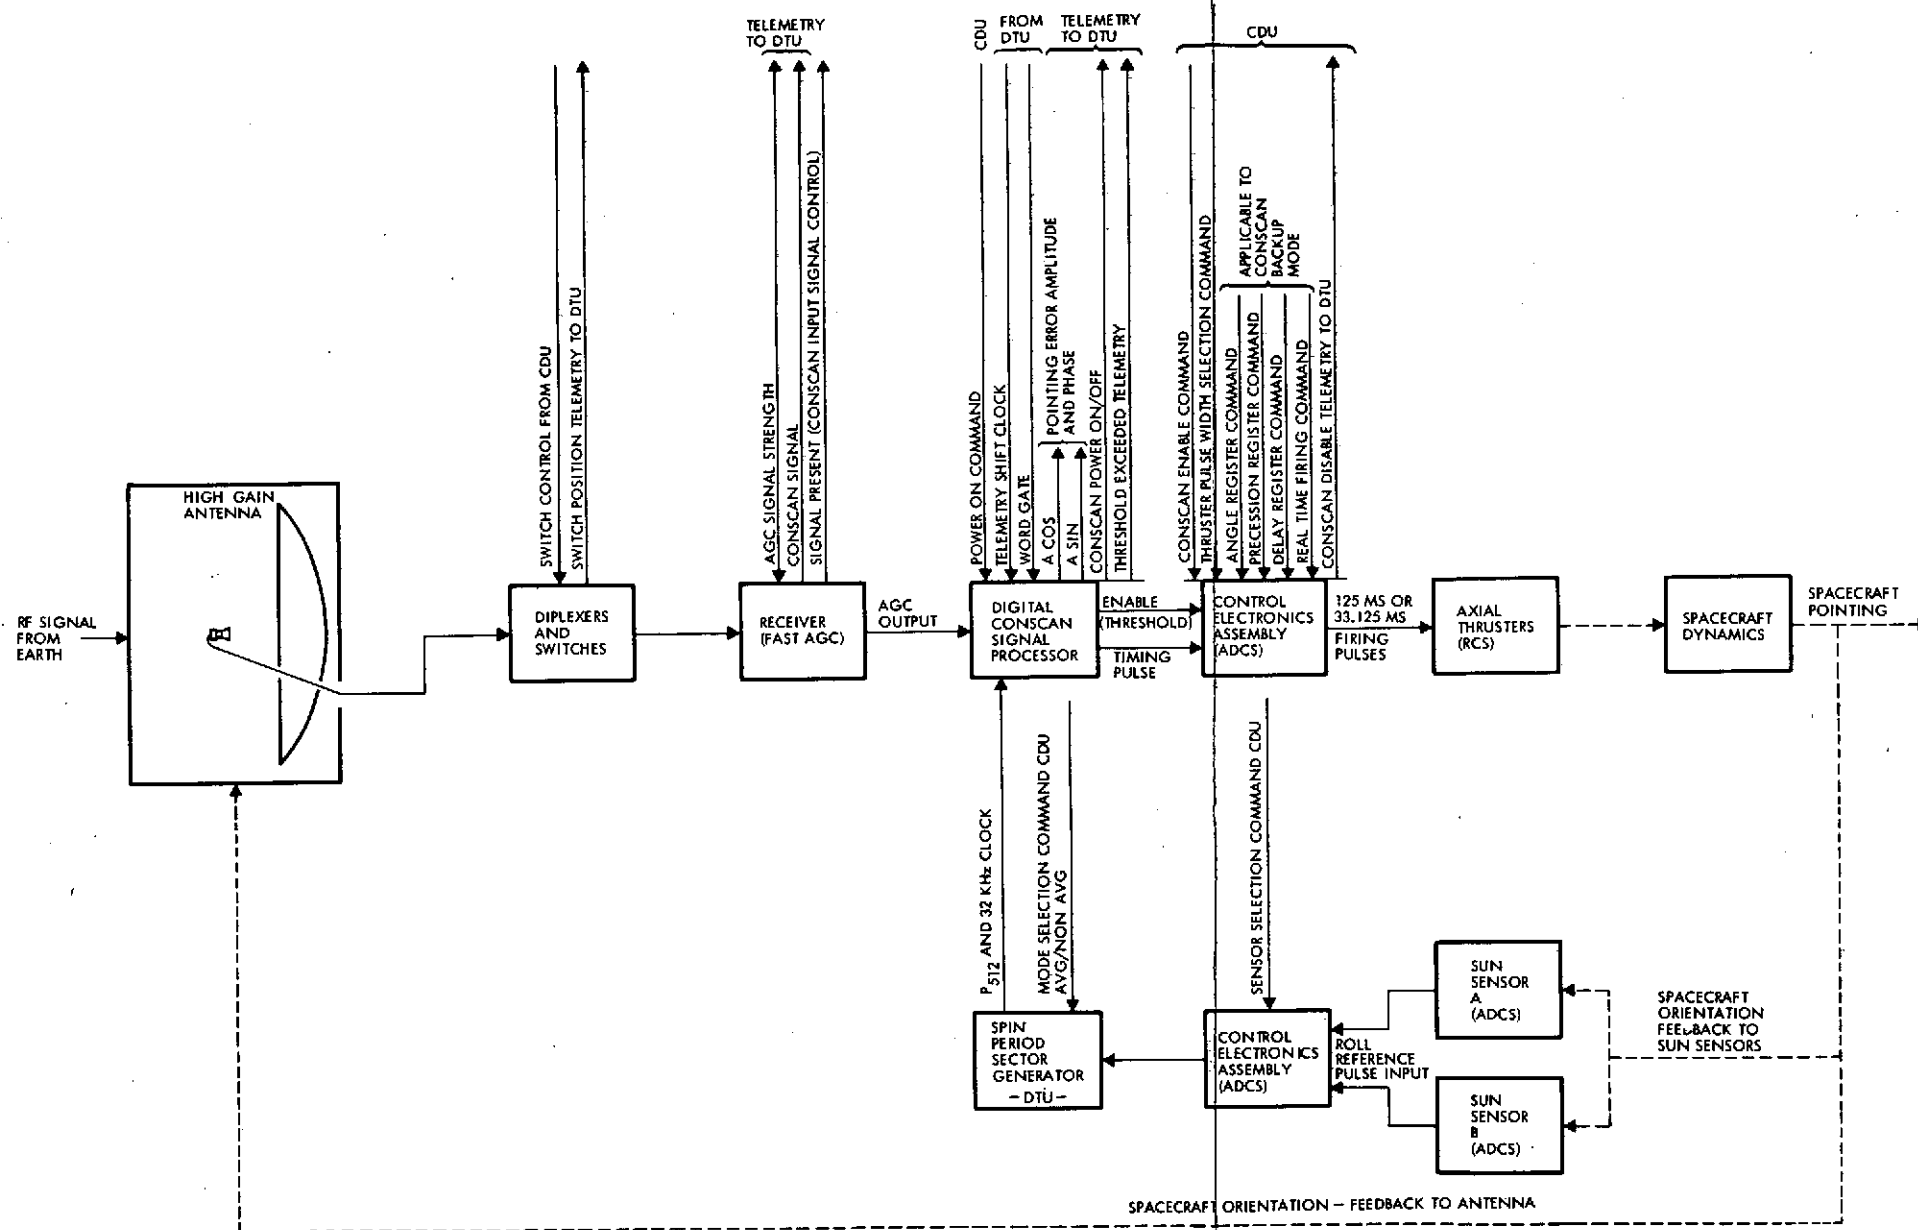 TELEMETRY
TO DTU
CDU
FROM
DTU
TELEMETRY
TO DTU
CDU
SWITCH CONTROL FROM CDU
SWITCH POSITION TELEMETRY TO DTU
AGC SIGNAL STRENGTH
CONSCAN SIGNAL
SIGNAL PRESENT (CONSCAN INPUT SIGNAL CONTROL)
POWER ON COMMAND
TELEMETRY SHIFT CLOCK
WORD GATE
A COS
A SIN
POINTING ERROR AMPLITUDE
AND PHASE
CONSCAN POWER ON/OFF
THRESHOLD EXCEEDED TELEMETRY
CONSCAN ENABLE COMMAND
THRUSTER PULSE WIDTH SELECTION COMMAND
APPLICABLE TO
CONSCAN
BACKUP
MODE
ANGLE REGISTER COMMAND
PRECESSION REGISTER COMMAND
DELAY REGISTER COMMAND
REAL TIME FIRING COMMAND
CONSCAN DISABLE TELEMETRY TO DTU
RF SIGNAL
FROM
EARTH
HIGH GAIN
ANTENNA
DIPLEXERS
AND
SWITCHES
RECEIVER
(FAST AGC)
AGC
OUTPUT
DIGITAL
CONSCAN
SIGNAL
PROCESSOR
ENABLE
(THRESHOLD)
TIMING
PULSE
CONTROL
ELECTRONICS
ASSEMBLY
(ADCS)
125 MS OR
33.125 MS
FIRING
PULSES
AXIAL
THRUSTERS
(RCS)
SPACECRAFT
DYNAMICS
SPACECRAFT
POINTING
P512 AND 32 KHz CLOCK
MODE SELECTION COMMAND CDU
AVG/NON AVG
SENSOR SELECTION COMMAND CDU
SPIN
PERIOD
SECTOR
GENERATOR
- DTU -
CONTROL
ELECTRONICS
ASSEMBLY
(ADCS)
ROLL
REFERENCE
PULSE INPUT
SUN
SENSOR
A
(ADCS)
SUN
SENSOR
B
(ADCS)
SPACECRAFT
ORIENTATION
FEEDBACK TO
SUN SENSORS
SPACECRAFT ORIENTATION - FEEDBACK TO ANTENNA